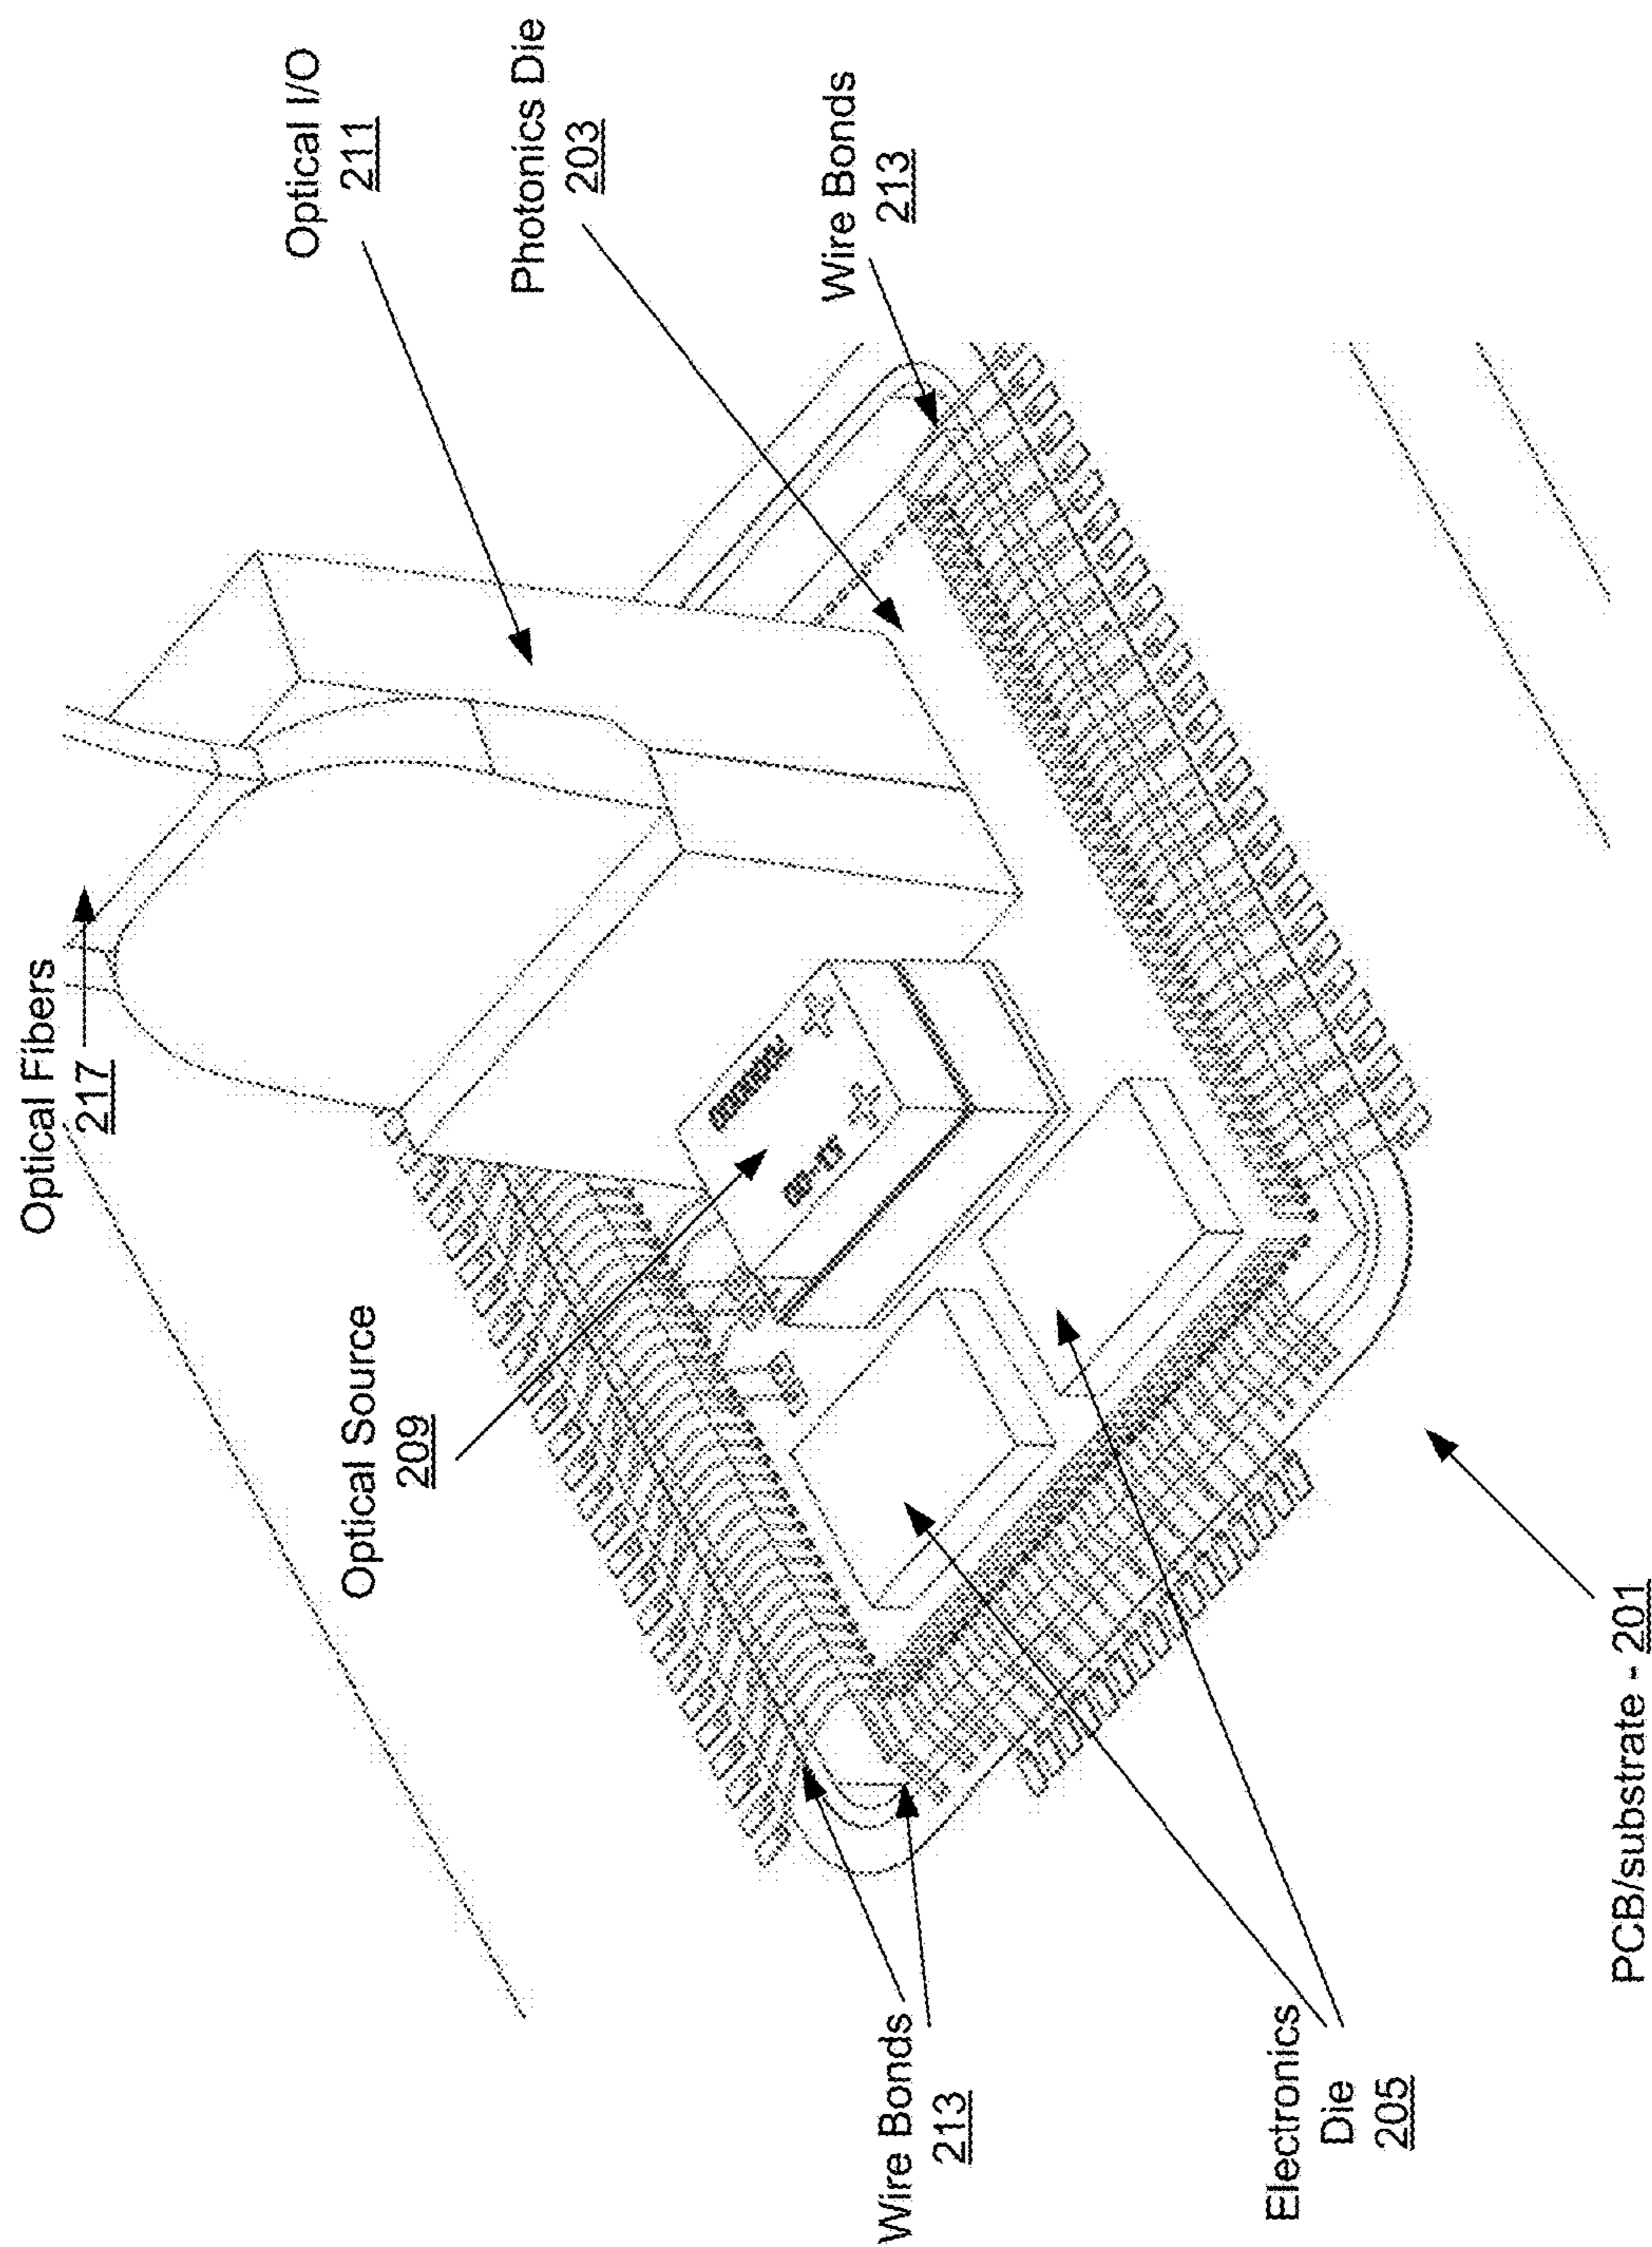 Optical Fibers
217
Optical I/O
211
Optical Source
209
Photonics Die
203
Wire Bonds
213
Wire Bonds
213
Electronics
Die
205
PCB/substrate - 201